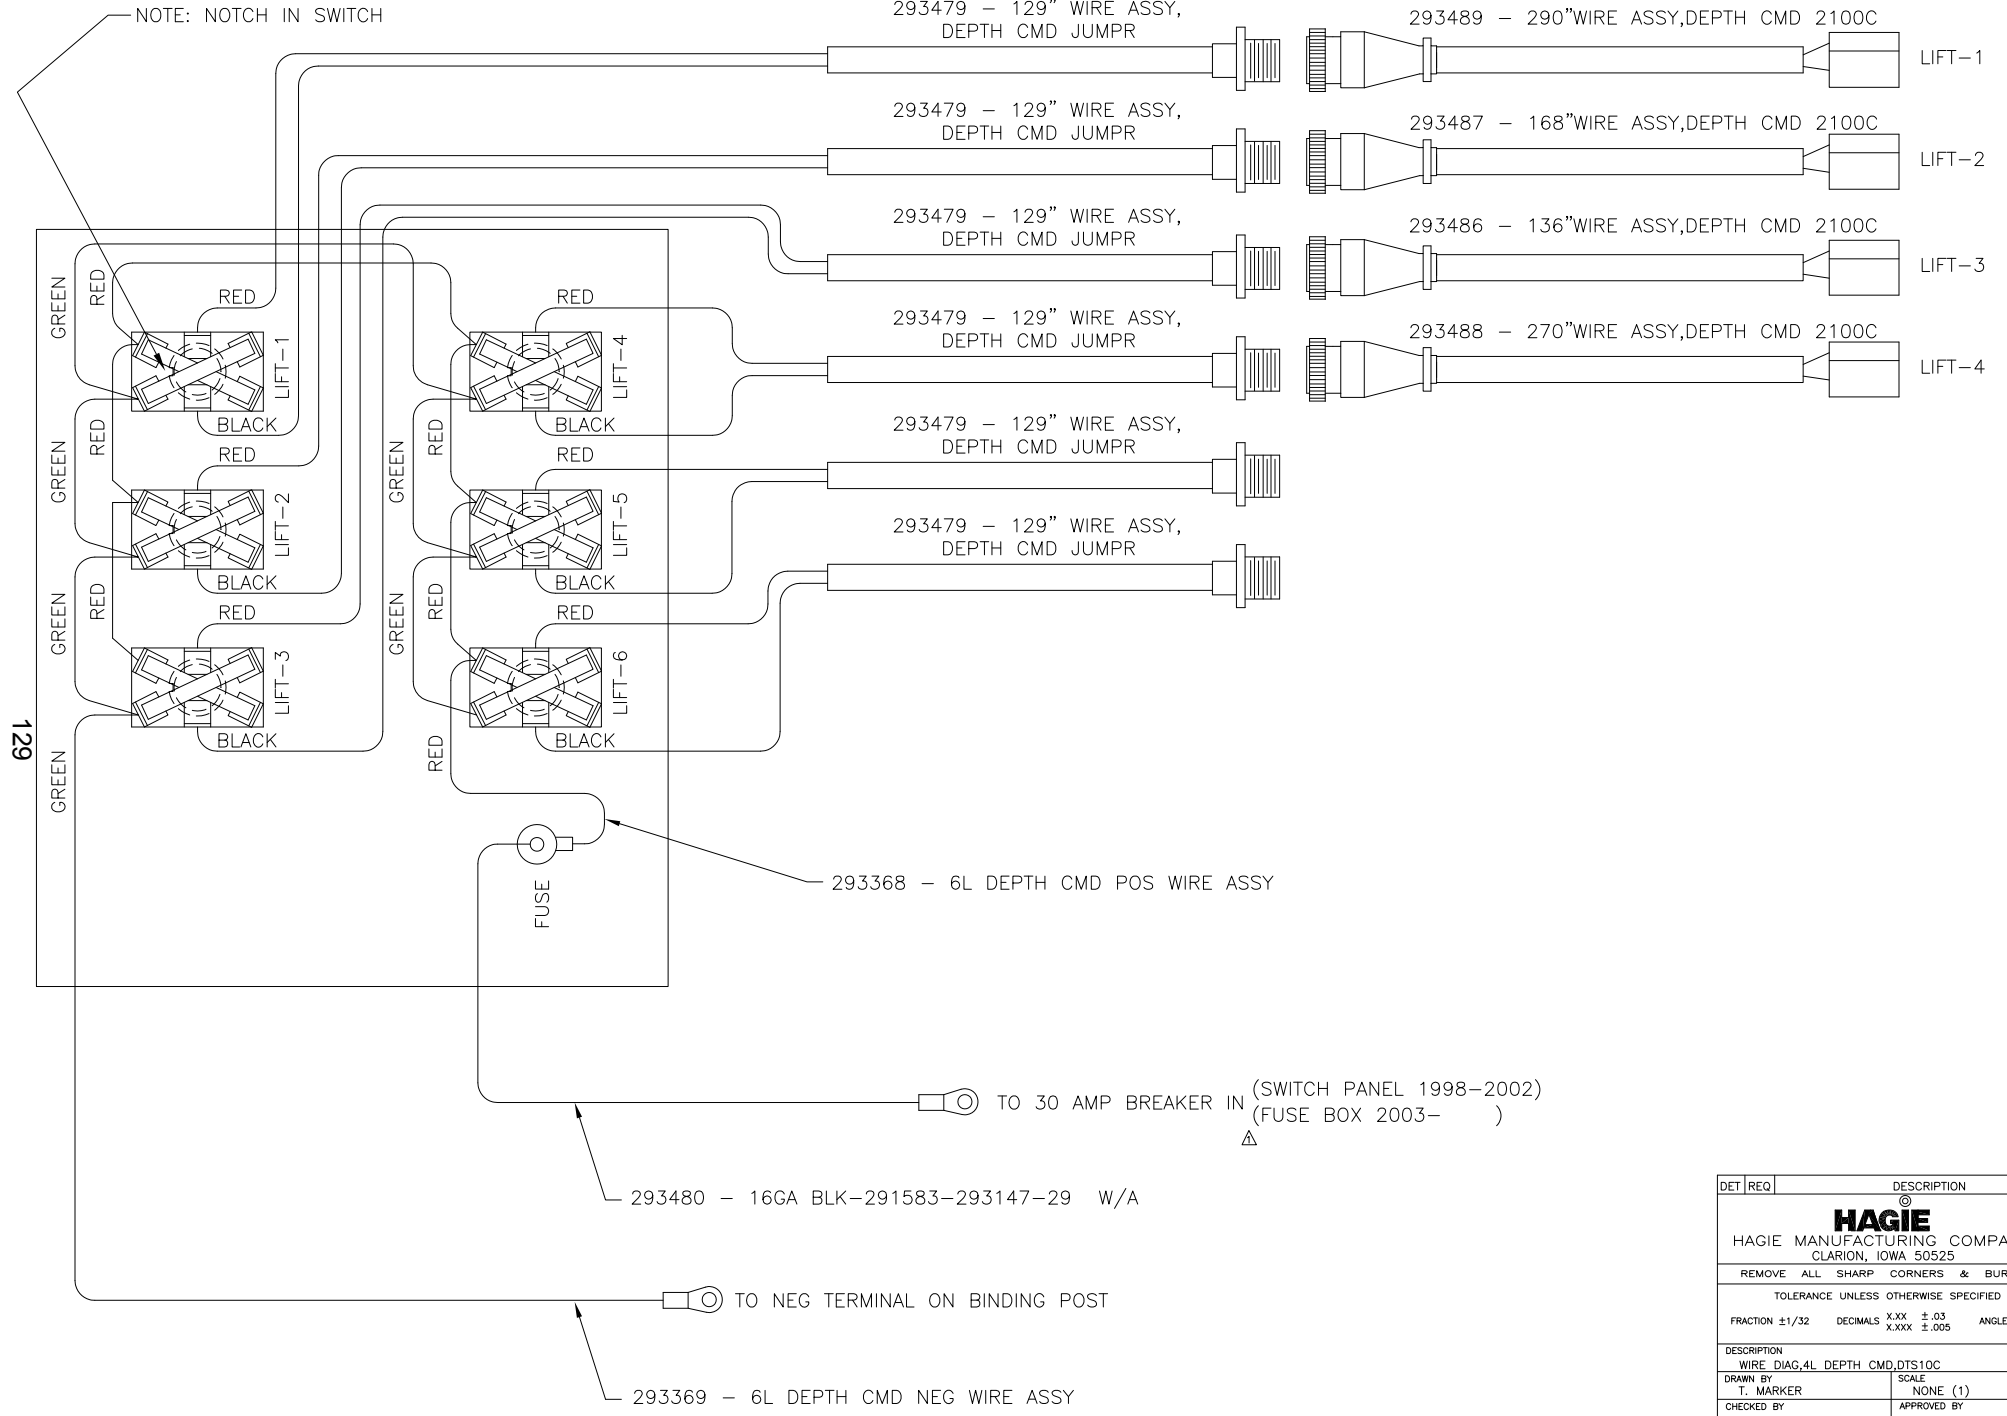 NOTE: NOTCH IN SWITCH
293479 - 129" WIRE ASSY,
DEPTH CMD JUMPR
293489 - 290"WIRE ASSY,DEPTH CMD 2100C
LIFT-1
293479 - 129" WIRE ASSY,
DEPTH CMD JUMPR
293487 - 168"WIRE ASSY,DEPTH CMD 2100C
LIFT-2
293479 - 129" WIRE ASSY,
DEPTH CMD JUMPR
293486 - 136"WIRE ASSY,DEPTH CMD 2100C
LIFT-3
293479 - 129" WIRE ASSY,
DEPTH CMD JUMPR
293488 - 270"WIRE ASSY,DEPTH CMD 2100C
LIFT-4
293479 - 129" WIRE ASSY,
DEPTH CMD JUMPR
293479 - 129" WIRE ASSY,
DEPTH CMD JUMPR
GREEN
RED
RED
LIFT-1
BLACK
RED
LIFT-4
BLACK
GREEN
RED
RED
LIFT-2
BLACK
GREEN
RED
RED
LIFT-5
BLACK
GREEN
RED
RED
LIFT-3
BLACK
GREEN
RED
RED
LIFT-6
BLACK
GREEN
RED
129
FUSE
293368 - 6L DEPTH CMD POS WIRE ASSY
TO 30 AMP BREAKER IN
(SWITCH PANEL 1998-2002)
(FUSE BOX 2003- )
1
293480 - 16GA BLK-291583-293147-29 W/A
TO NEG TERMINAL ON BINDING POST
293369 - 6L DEPTH CMD NEG WIRE ASSY
DET REQ DESCRIPTION
HAGIE
HAGIE MANUFACTURING COMPA
CLARION, IOWA 50525
REMOVE ALL SHARP CORNERS & BUR
TOLERANCE UNLESS OTHERWISE SPECIFIED
FRACTION ±1/32 DECIMALS X.XX ±.03 ANGLE
X.XXX ±.005
DESCRIPTION
WIRE DIAG,4L DEPTH CMD,DTS10C
DRAWN BY SCALE
T. MARKER NONE (1)
CHECKED BY APPROVED BY